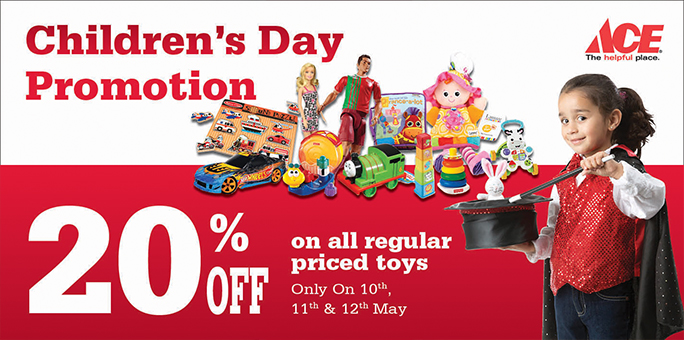 Children's Day
Promotion
ACE
The helpful place.
20% OFF
on all regular
priced toys
Only On 10th,
11th & 12th May